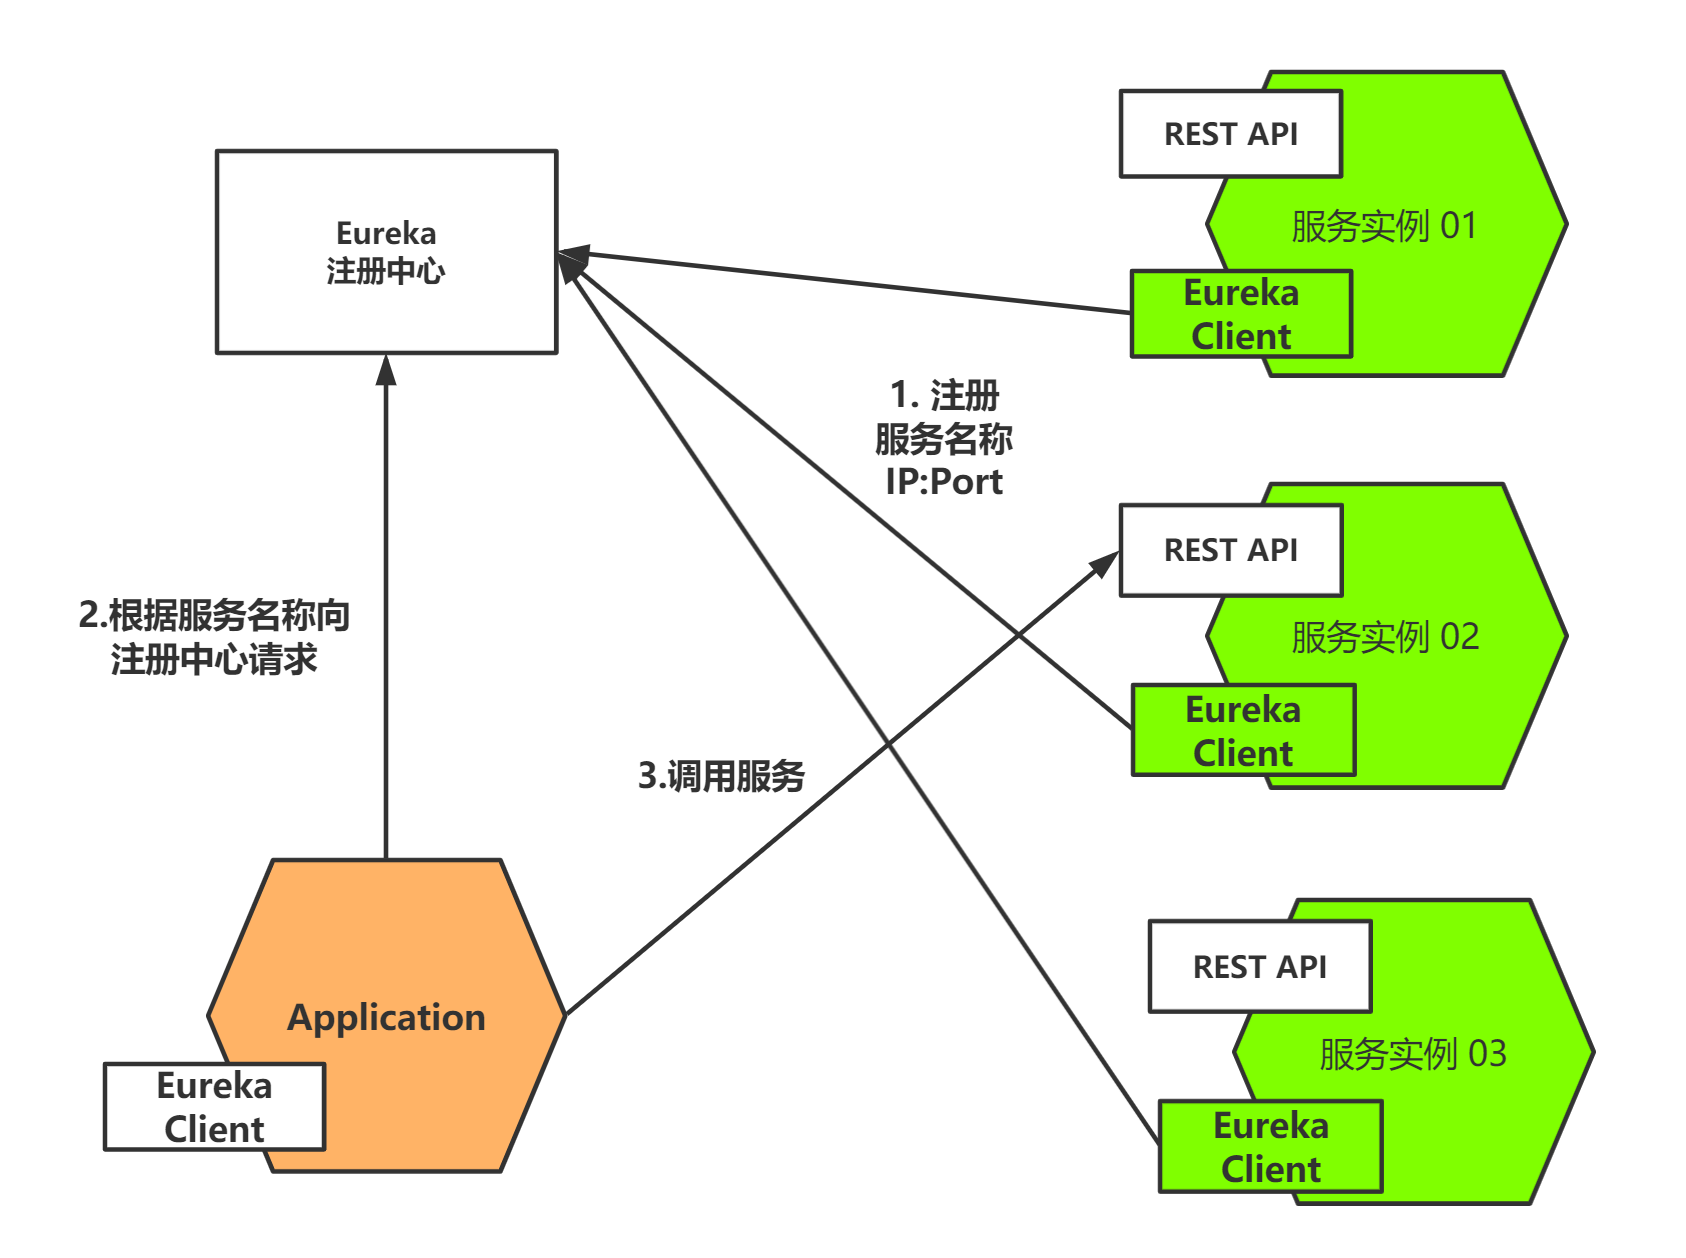 REST API
服务实例 01
Eureka
Client
Eureka
注册中心
1. 注册
服务名称
IP:Port
REST API
服务实例 02
Eureka
Client
2.根据服务名称向
注册中心请求
3.调用服务
Application
Eureka
Client
REST API
服务实例 03
Eureka
Client